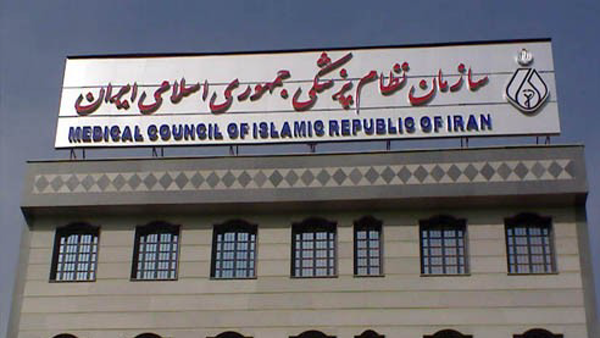 سازمان نظام پزشکی جمهوری اسلامی ایران
MEDICAL COUNCIL OF ISLAMIC REPUBLIC OF IRAN